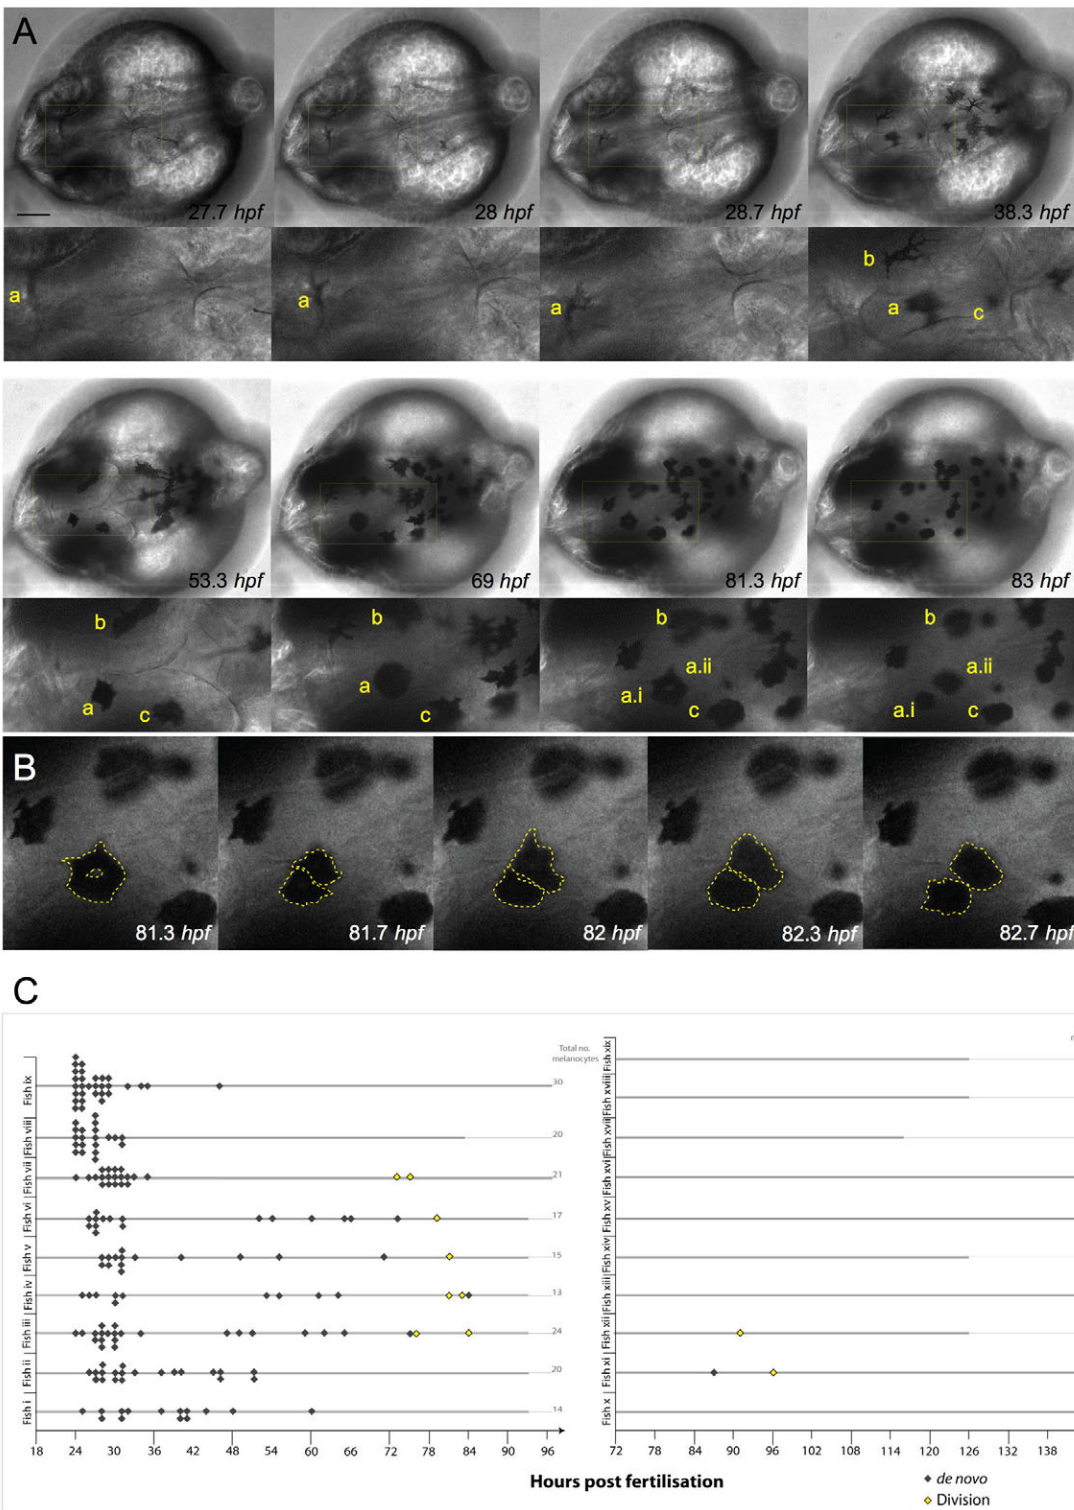 A
27.7 hpf
28 hpf
28.7 hpf
38.3 hpf
a
a
a
b
a
c
53.3 hpf
69 hpf
81.3 hpf
83 hpf
b
a
c
b
a
c
b
a.ii
a.i
c
b
a.ii
a.i
c
B
81.3 hpf
81.7 hpf
82 hpf
82.3 hpf
82.7 hpf
C
Total no.
melanocytes
Fish ix
30
Fish viii
20
Fish vii
21
Fish vi
17
Fish v
15
Fish iv
13
Fish iii
24
Fish ii
20
Fish i
14
18 24 30 36 42 48 54 60 66 72 78 84 90 96
Fish xix
Fish xviii
Fish xvii
Fish xvi
Fish xv
Fish xiv
Fish xiii
Fish xii
Fish xi
Fish x
72 78 84 90 96 102 108 114 120 126 132 138
Hours post fertilisation
de novo
Division